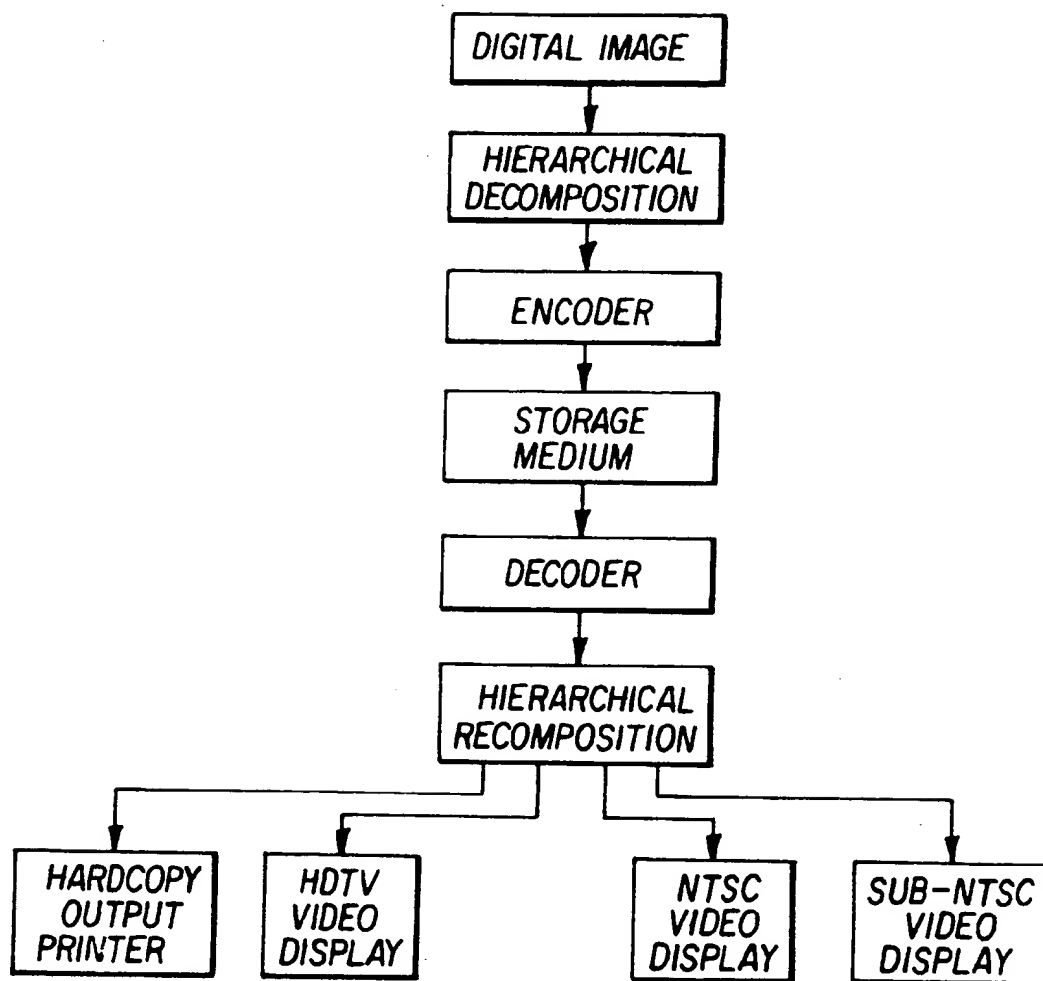 DIGITAL IMAGE
HIERARCHICAL
DECOMPOSITION
ENCODER
STORAGE
MEDIUM
DECODER
HIERARCHICAL
RECOMPOSITION
HARDCOPY
OUTPUT
PRINTER
HDTV
VIDEO
DISPLAY
NTSC
VIDEO
DISPLAY
SUB-NTSC
VIDEO
DISPLAY